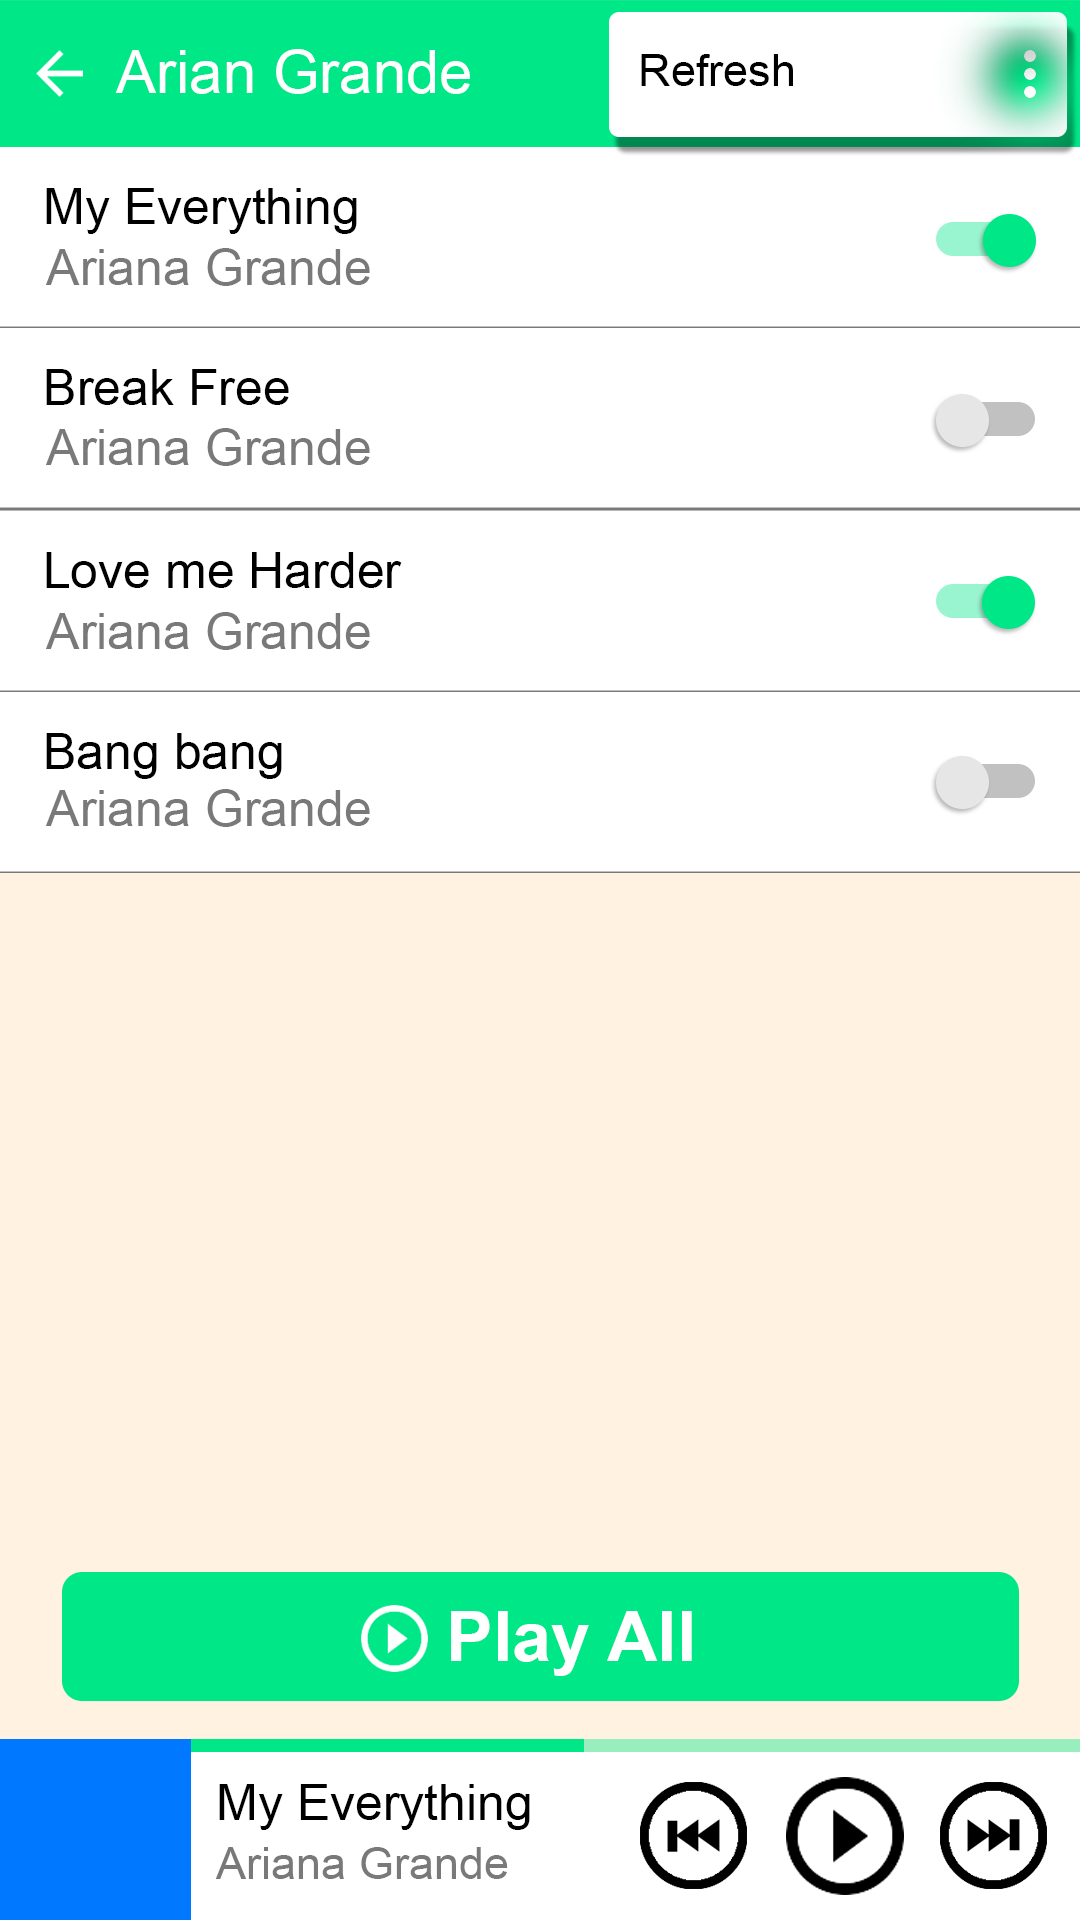 Arian Grande
Refresh
My Everything
Ariana Grande
Break Free
Ariana Grande
Love me Harder
Ariana Grande
Bang bang
Ariana Grande
Play All
My Everything
Ariana Grande